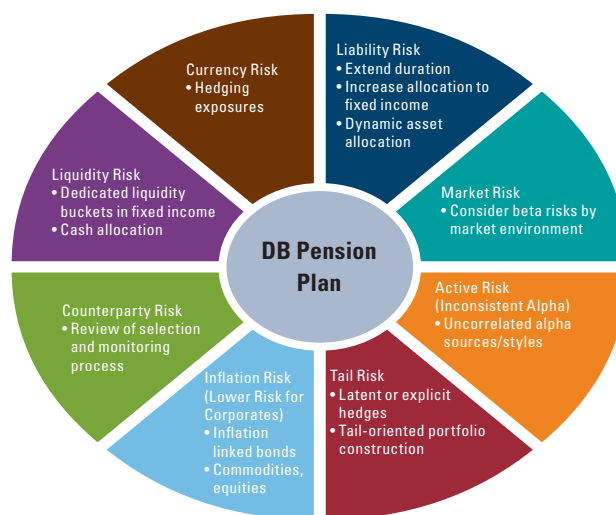 Liability Risk
• Extend duration
• Increase allocation to
fixed income
• Dynamic asset
allocation
Market Risk
• Consider beta risks by
market environment
Active Risk
(Inconsistent Alpha)
• Uncorrelated alpha
sources/styles
Tail Risk
• Latent or explicit
hedges
• Tail-oriented portfolio
construction
Inflation Risk
(Lower Risk for
Corporates)
• Inflation
linked bonds
• Commodities,
equities
Counterparty Risk
• Review of selection
and monitoring
process
Liquidity Risk
• Dedicated liquidity
buckets in fixed income
• Cash allocation
Currency Risk
• Hedging
exposures
DB Pension
Plan